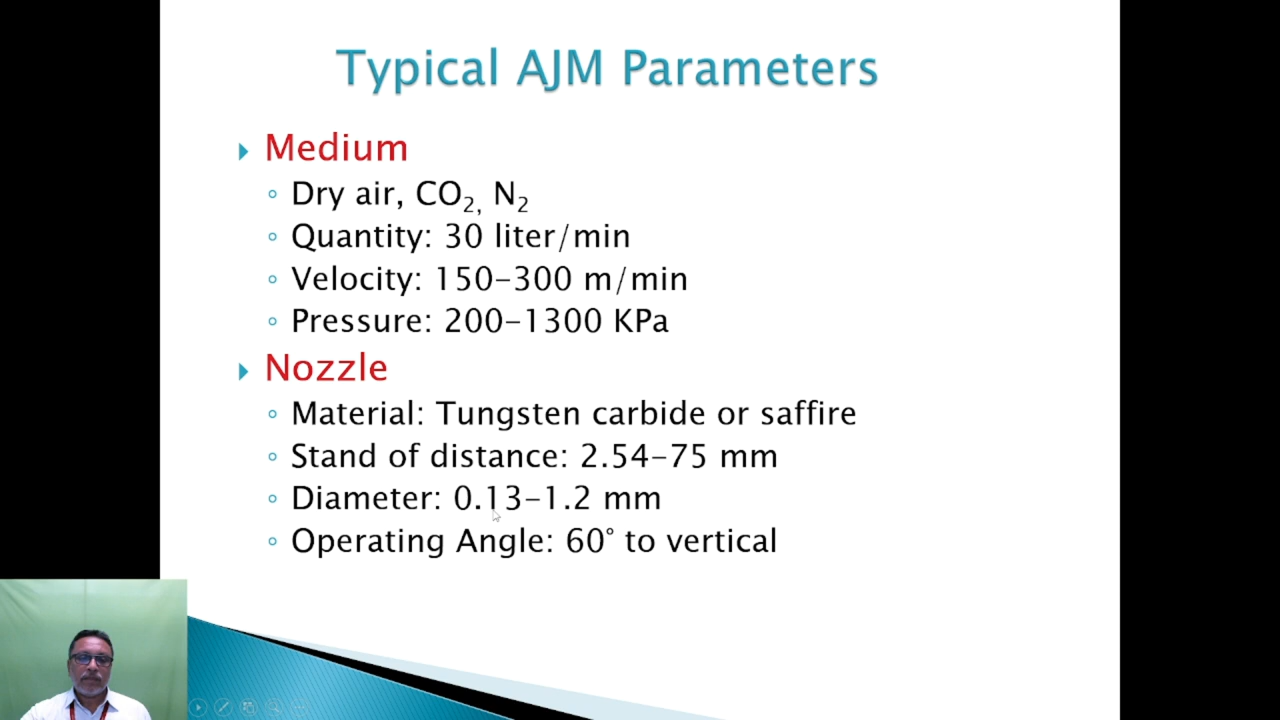 Typical AJM Parameters
Medium
Dry air, CO₂, N₂
Quantity: 30 liter/min
Velocity: 150-300 m/min
Pressure: 200-1300 KPa
Nozzle
Material: Tungsten carbide or saffire
Stand of distance: 2.54-75 mm
Diameter: 0.13-1.2 mm
Operating Angle: 60° to vertical